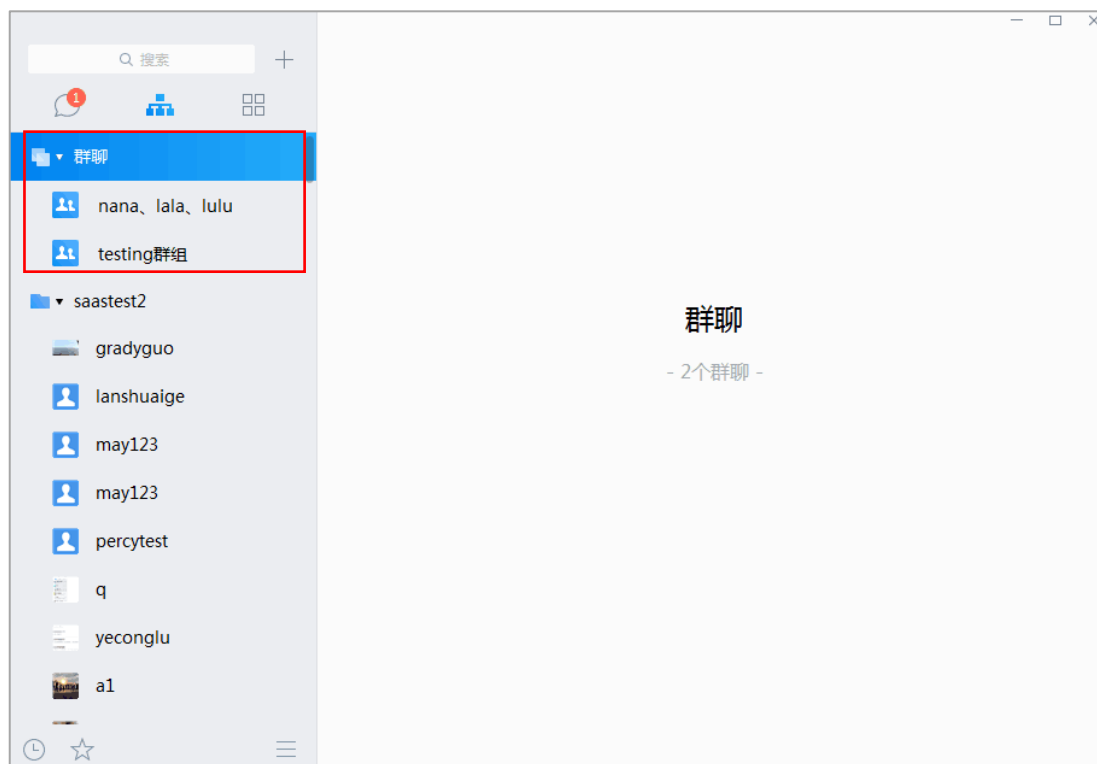 搜索
1
群聊
nana、lala、lulu
testing群组
saastest2
gradyguo
lanshuaige
may123
may123
percytest
q
yeconglu
a1
群聊
- 2个群聊 -